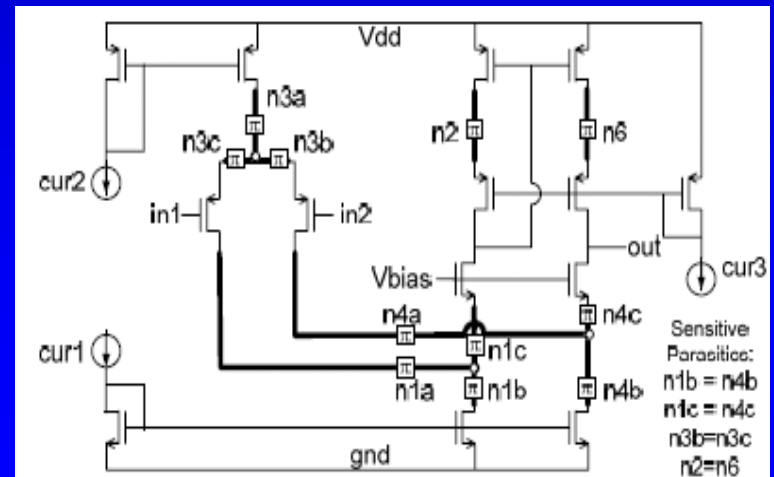 Vdd
n3a
n3c
n3b
n2
n6
cur2
in1
in2
out
cur3
Vbias
n4a
n4c
cur1
n1c
n1a
n1b
n4b
gnd
Sensitive
Parasitics:
n1b = n4b
n1c = n4c
n3b=n3c
n2=n6
π
π
π
π
π
π
π
π
π
π
π